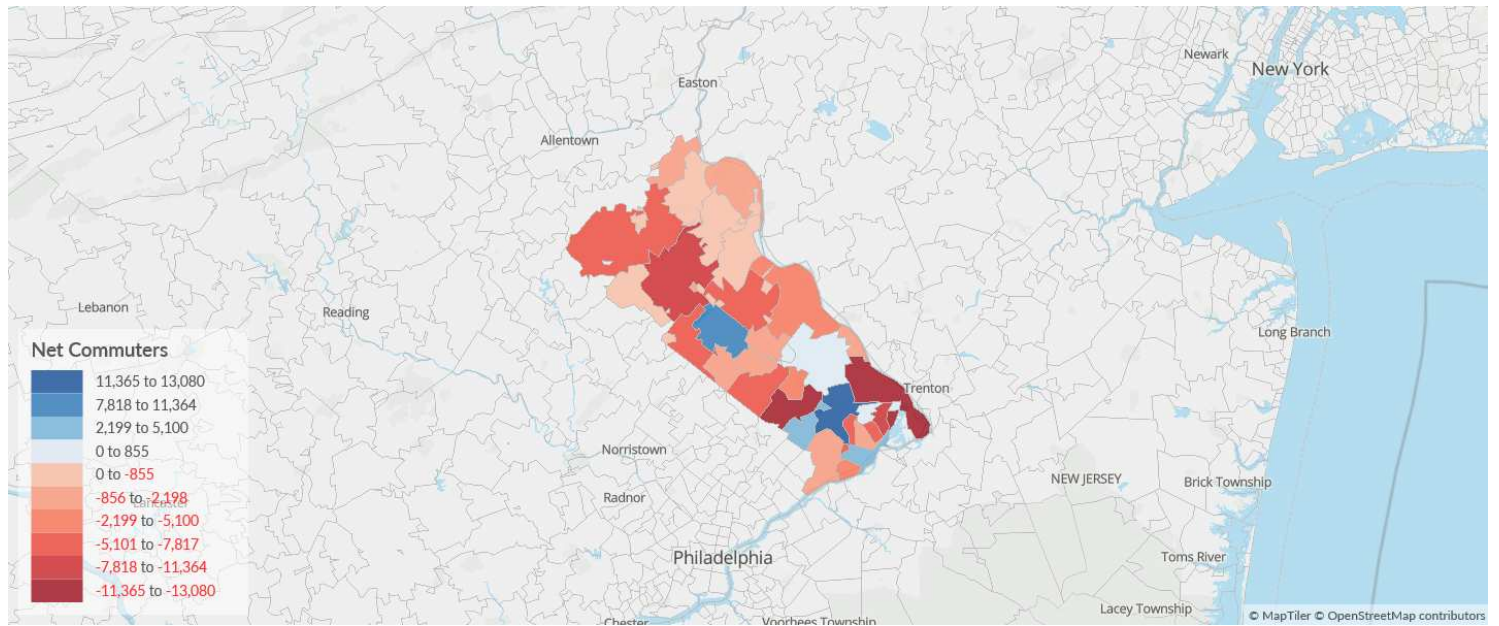 Newark
New York
Easton
Allentown
Lebanon
Reading
Long Branch
Net Commuters
11,365 to 13,080
7,818 to 11,364
2,199 to 5,100
0 to 855
0 to -855
-856 to -2,198
Lancaster
-2,199 to -5,100
-5,101 to -7,817
-7,818 to -11,364
-11,365 to -13,080
Trenton
Norristown
Radnor
NEW JERSEY
Brick Township
Philadelphia
Toms River
Lacey Township
Chester
Voorhees Township
© MapTiler © OpenStreetMap contributors